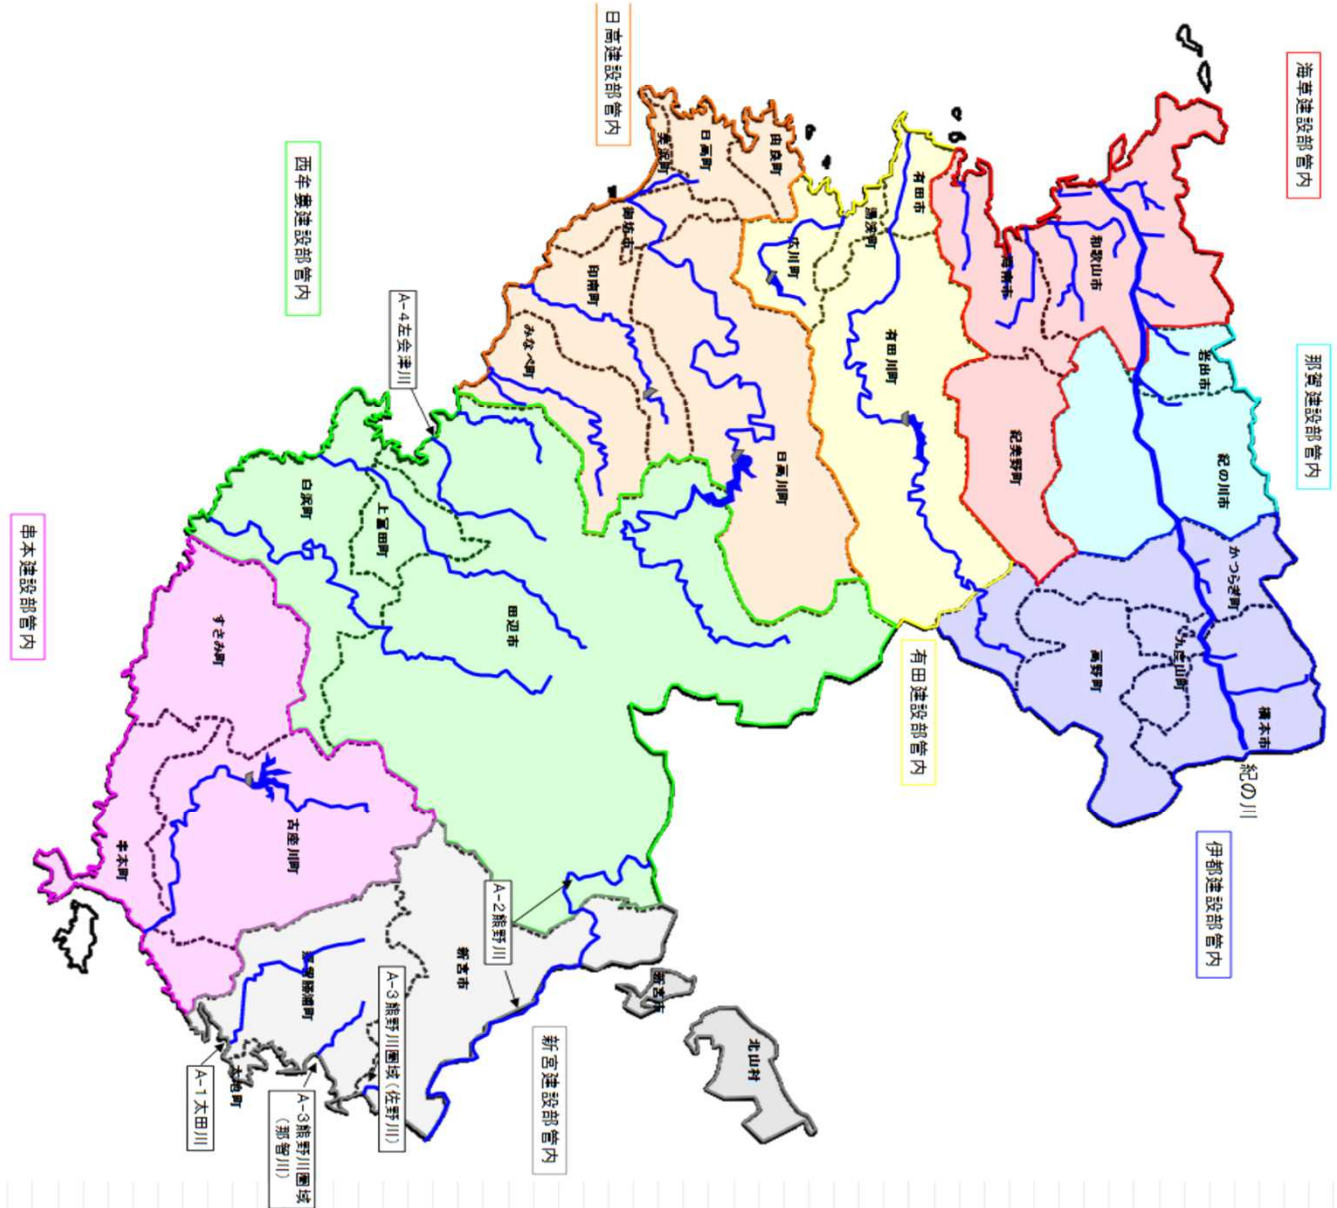 海草建設部管内
那賀建設部管内
橋本市
紀の川
かつらぎ町
紀の川市
岩出市
伊都建設部管内
九度山町
和歌山市
高野町
海南市
紀美野町
有田市
有田建設部管内
有田川町
湯浅町
広川町
日高川町
由良町
北山村
日高町
美浜町
新宮市
御坊市
日高建設部管内
印南町
新宮建設部管内
みなべ町
田辺市
A-2熊野川
新宮市
A-4左会津川
A-3熊野川圏域(佐野川)
上富田町
西牟婁建設部管内
白浜町
那智勝浦町
A-3熊野川圏域
(那智川)
古座川町
太地町
すさみ町
A-1太田川
串本町
串本建設部管内